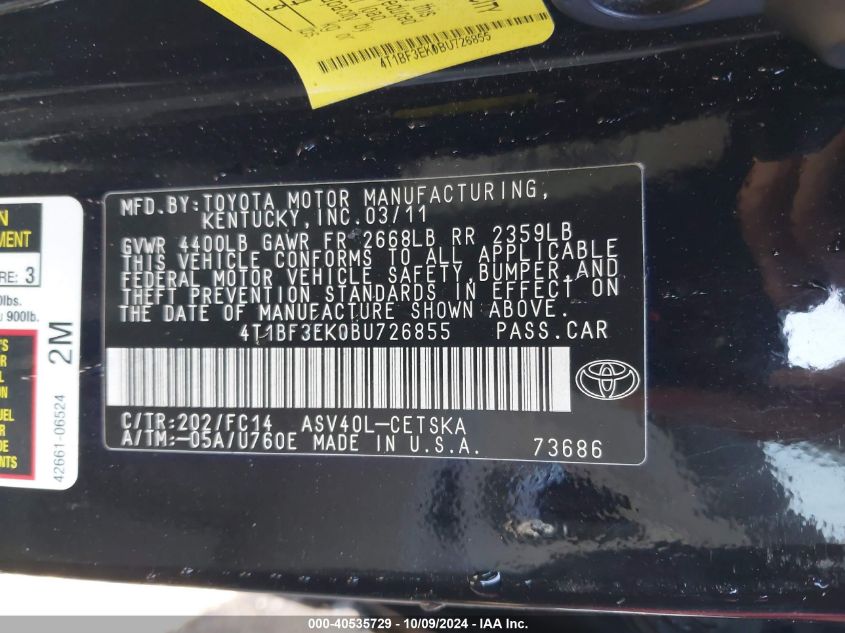 4T1BF3EK0BU726855
MFD.BY:TOYOTA MOTOR MANUFACTURING,
KENTUCKY, INC.03/11
GVWR 4400LB GAWR FR 2668LB RR 2359LB
THIS VEHICLE CONFORMS TO ALL APPLICABLE
FEDERAL MOTOR VEHICLE SAFETY,BUMPER,AND
THEFT PREVENTION STANDARDS IN EFFECT ON
THE DATE OF MANUFACTURE SHOWN ABOVE.
4T1BF3EK0BU726855 PASS.CAR
C/TR:202/FC14 ASV40L-CETSKA
A/TM:-05A/U760E MADE IN U.S.A. 73686
RE: 3
900lb.
2M
42661-06524
000-40535729 - 10/09/2024 - IAA Inc.